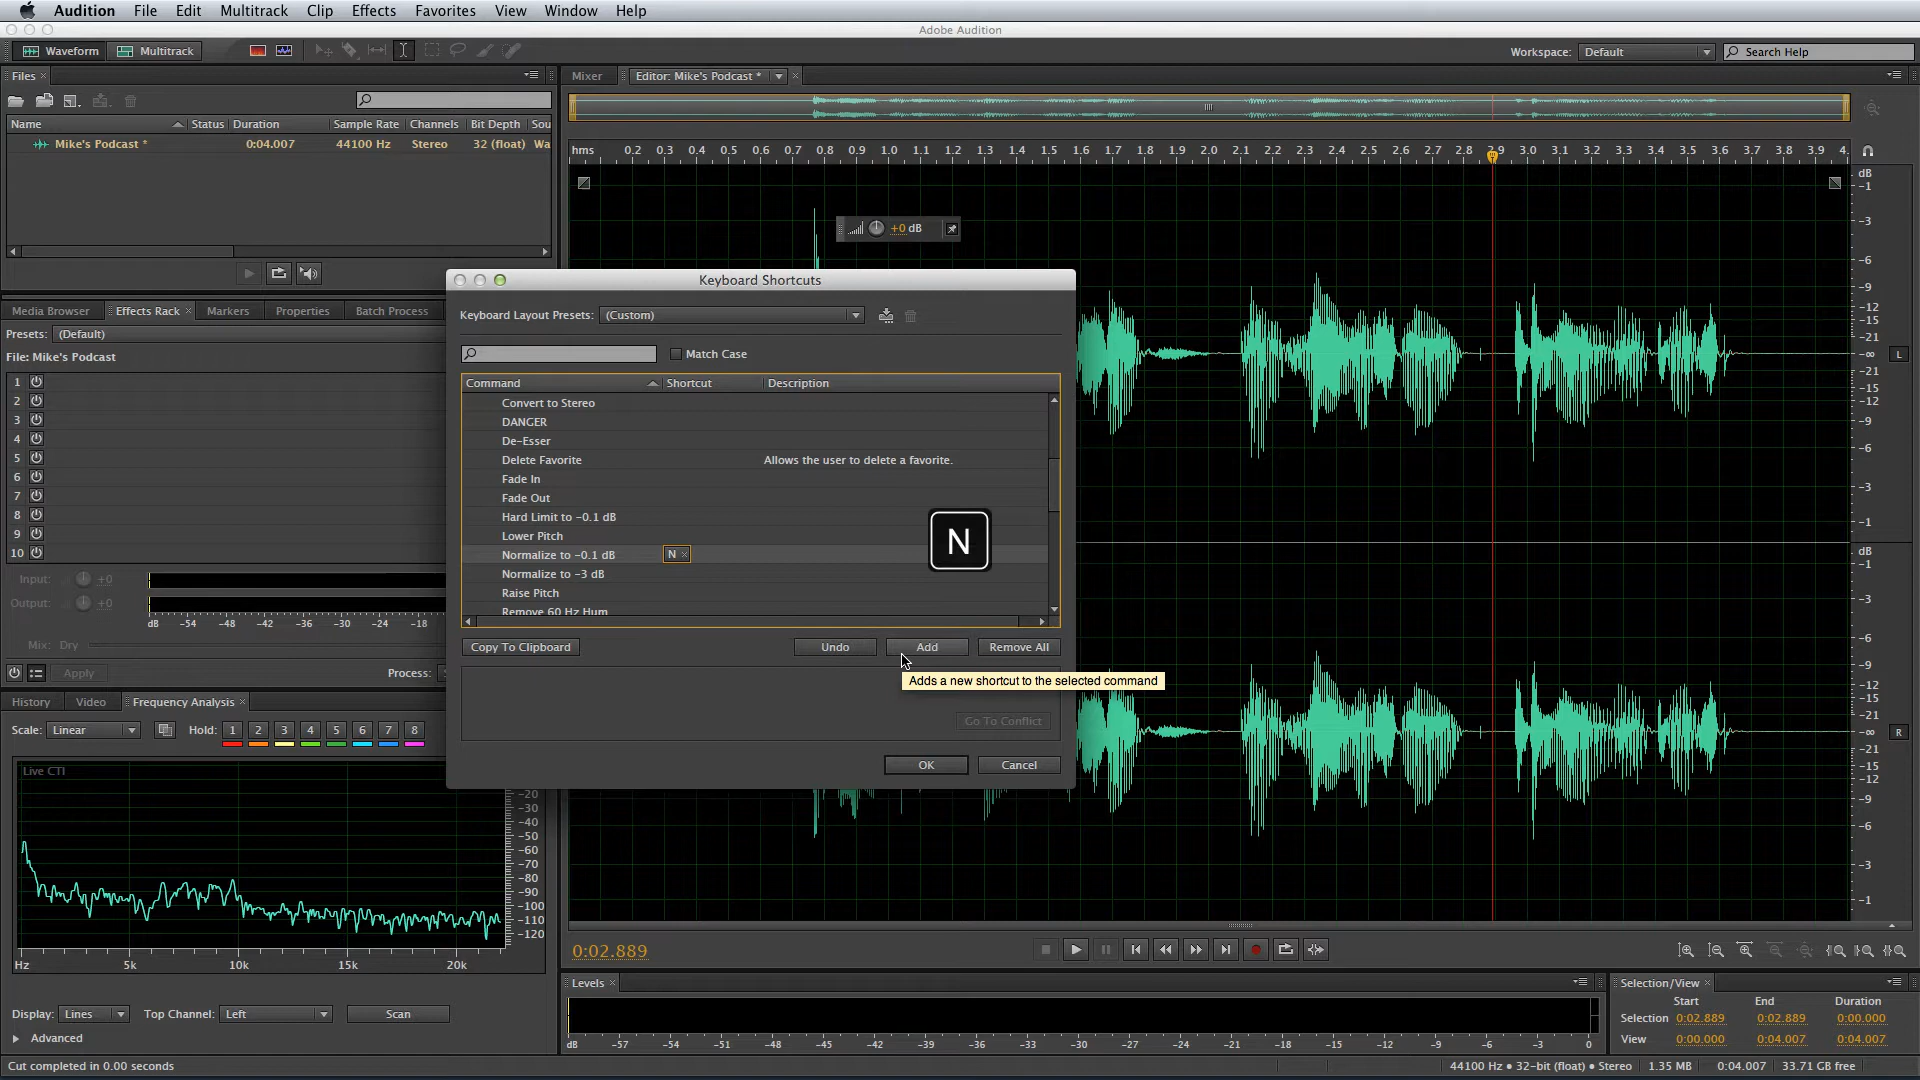 Audition File Edit Multitrack Clip Effects Favorites View Window Help
Adobe Audition
Waveform Multitrack Workspace: Default Search Help
Files Mixer Editor: Mike's Podcast *
Name Status Duration Sample Rate Channels Bit Depth Sou
Mike's Podcast * 0:04.007 44100 Hz Stereo 32 (float) Wa
hms 0.2 0.3 0.4 0.5 0.6 0.7 0.8 0.9 1.0 1.1 1.2 1.3 1.4 1.5 1.6 1.7 1.8 1.9 2.0 2.1 2.2 2.3 2.4 2.5 2.6 2.7 2.8 2.9 3.0 3.1 3.2 3.3 3.4 3.5 3.6 3.7 3.8 3.9 4.
+0 dB
Media Browser Effects Rack Markers Properties Batch Process
Presets: (Default)
File: Mike's Podcast
1
2
3
4
5
6
7
8
9
10
Input: +0
Output: +0
dB -54 -48 -42 -36 -30 -24 -18
Mix: Dry
Apply Process:
Keyboard Shortcuts
Keyboard Layout Presets: (Custom)
Match Case
Command Shortcut Description
Convert to Stereo
DANGER
De-Esser
Delete Favorite Allows the user to delete a favorite.
Fade In
Fade Out
Hard Limit to -0.1 dB
Lower Pitch
Normalize to -0.1 dB N
Normalize to -3 dB
Raise Pitch
Remove 60 Hz Hum
N
Copy To Clipboard Undo Add Remove All
Adds a new shortcut to the selected command
Go To Conflict
OK Cancel
dB
-1
-3
-6
-9
-12
-15
-21
-∞ L
-21
-15
-12
-9
-6
-3
-1
dB
-1
-3
-6
-9
-12
-15
-21
-∞ R
-21
-15
-12
-9
-6
-3
-1
History Video Frequency Analysis
Scale: Linear Hold: 1 2 3 4 5 6 7 8
Live CTI
-20
-30
-40
-50
-60
-70
-80
-90
-100
-110
-120
Hz 5k 10k 15k 20k
Display: Lines Top Channel: Left Scan
Advanced
0:02.889
Levels
dB -57 -54 -51 -48 -45 -42 -39 -36 -33 -30 -27 -24 -21 -18 -15 -12 -9 -6 -3 0
Selection/View
Start End Duration
Selection 0:02.889 0:02.889 0:00.000
View 0:00.000 0:04.007 0:04.007
Cut completed in 0.00 seconds 44100 Hz • 32-bit (float) • Stereo 1.35 MB 0:04.007 33.71 GB free